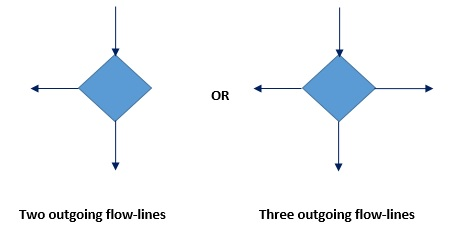 OR
Two outgoing flow-lines
Three outgoing flow-lines